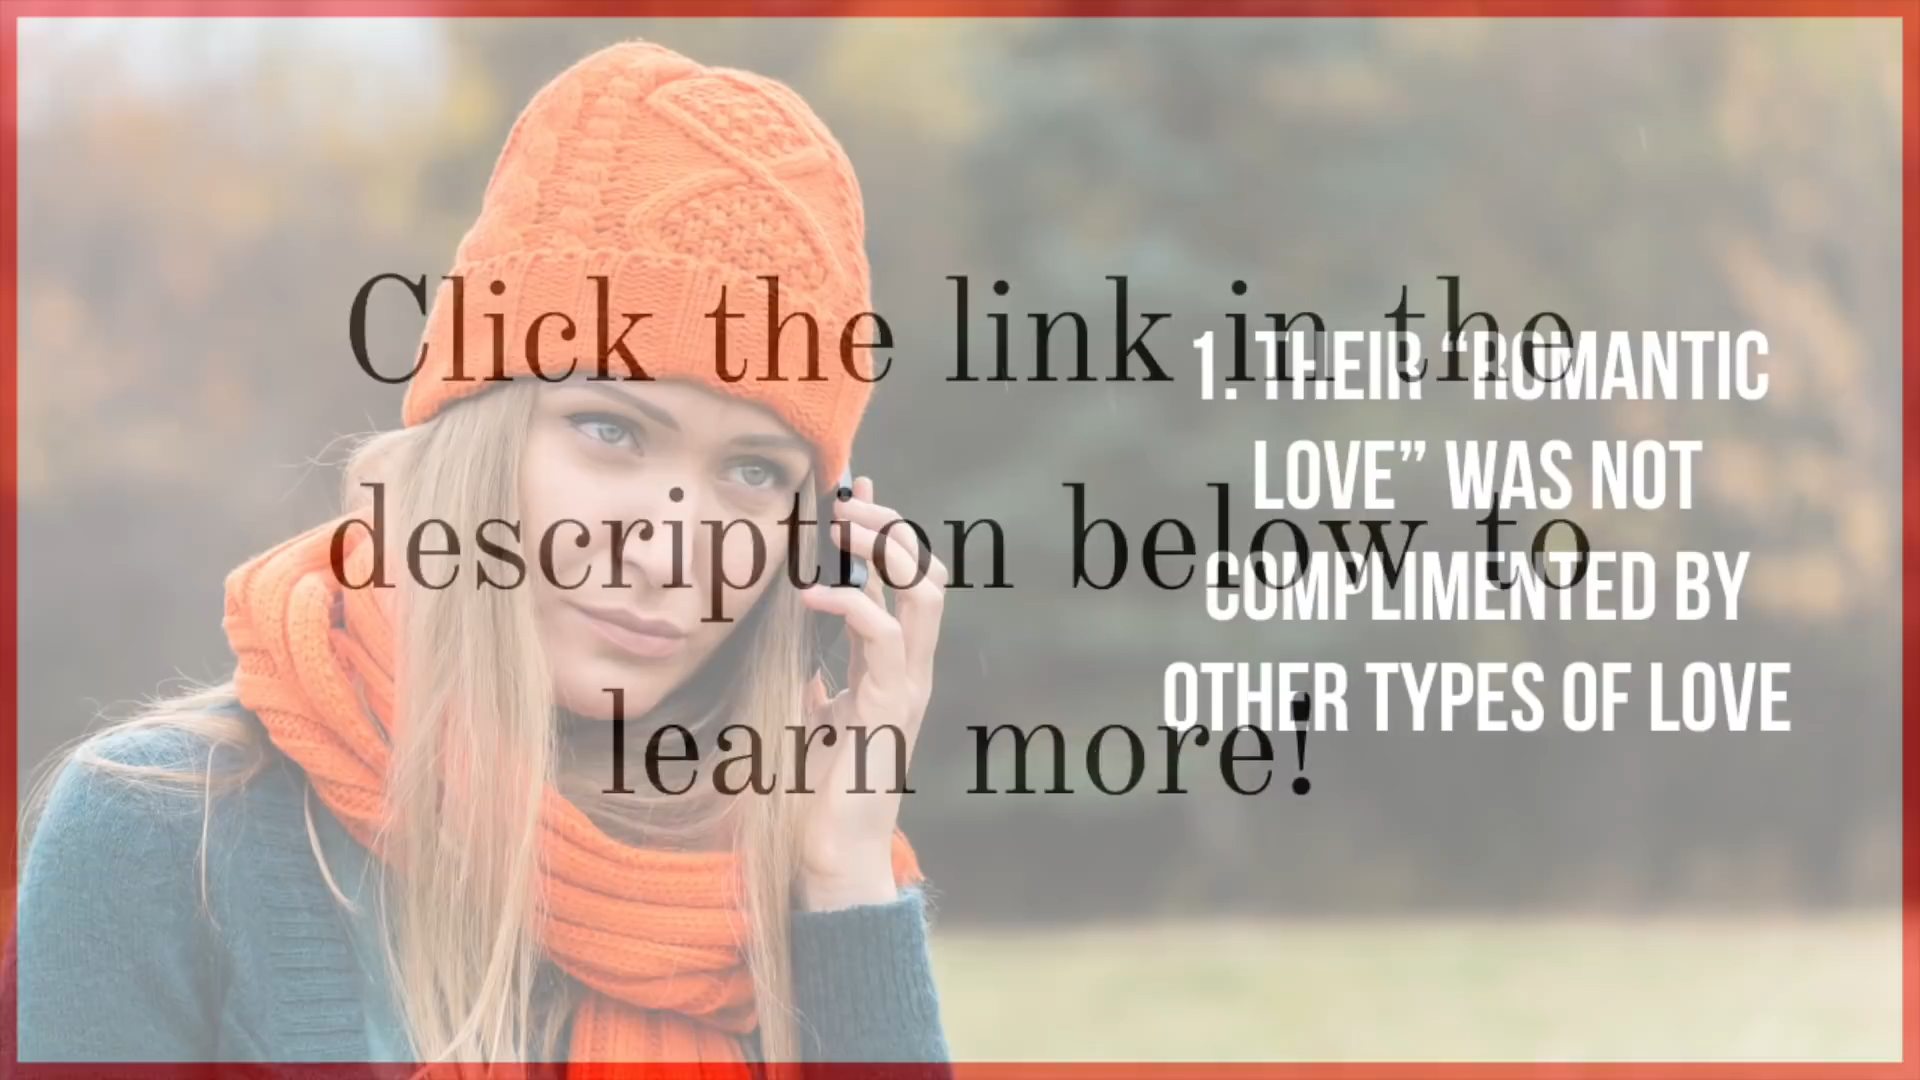 Click the link in the
description below to
learn more!
1. THEIR “ROMANTIC
LOVE” WAS NOT
COMPLIMENTED BY
OTHER TYPES OF LOVE